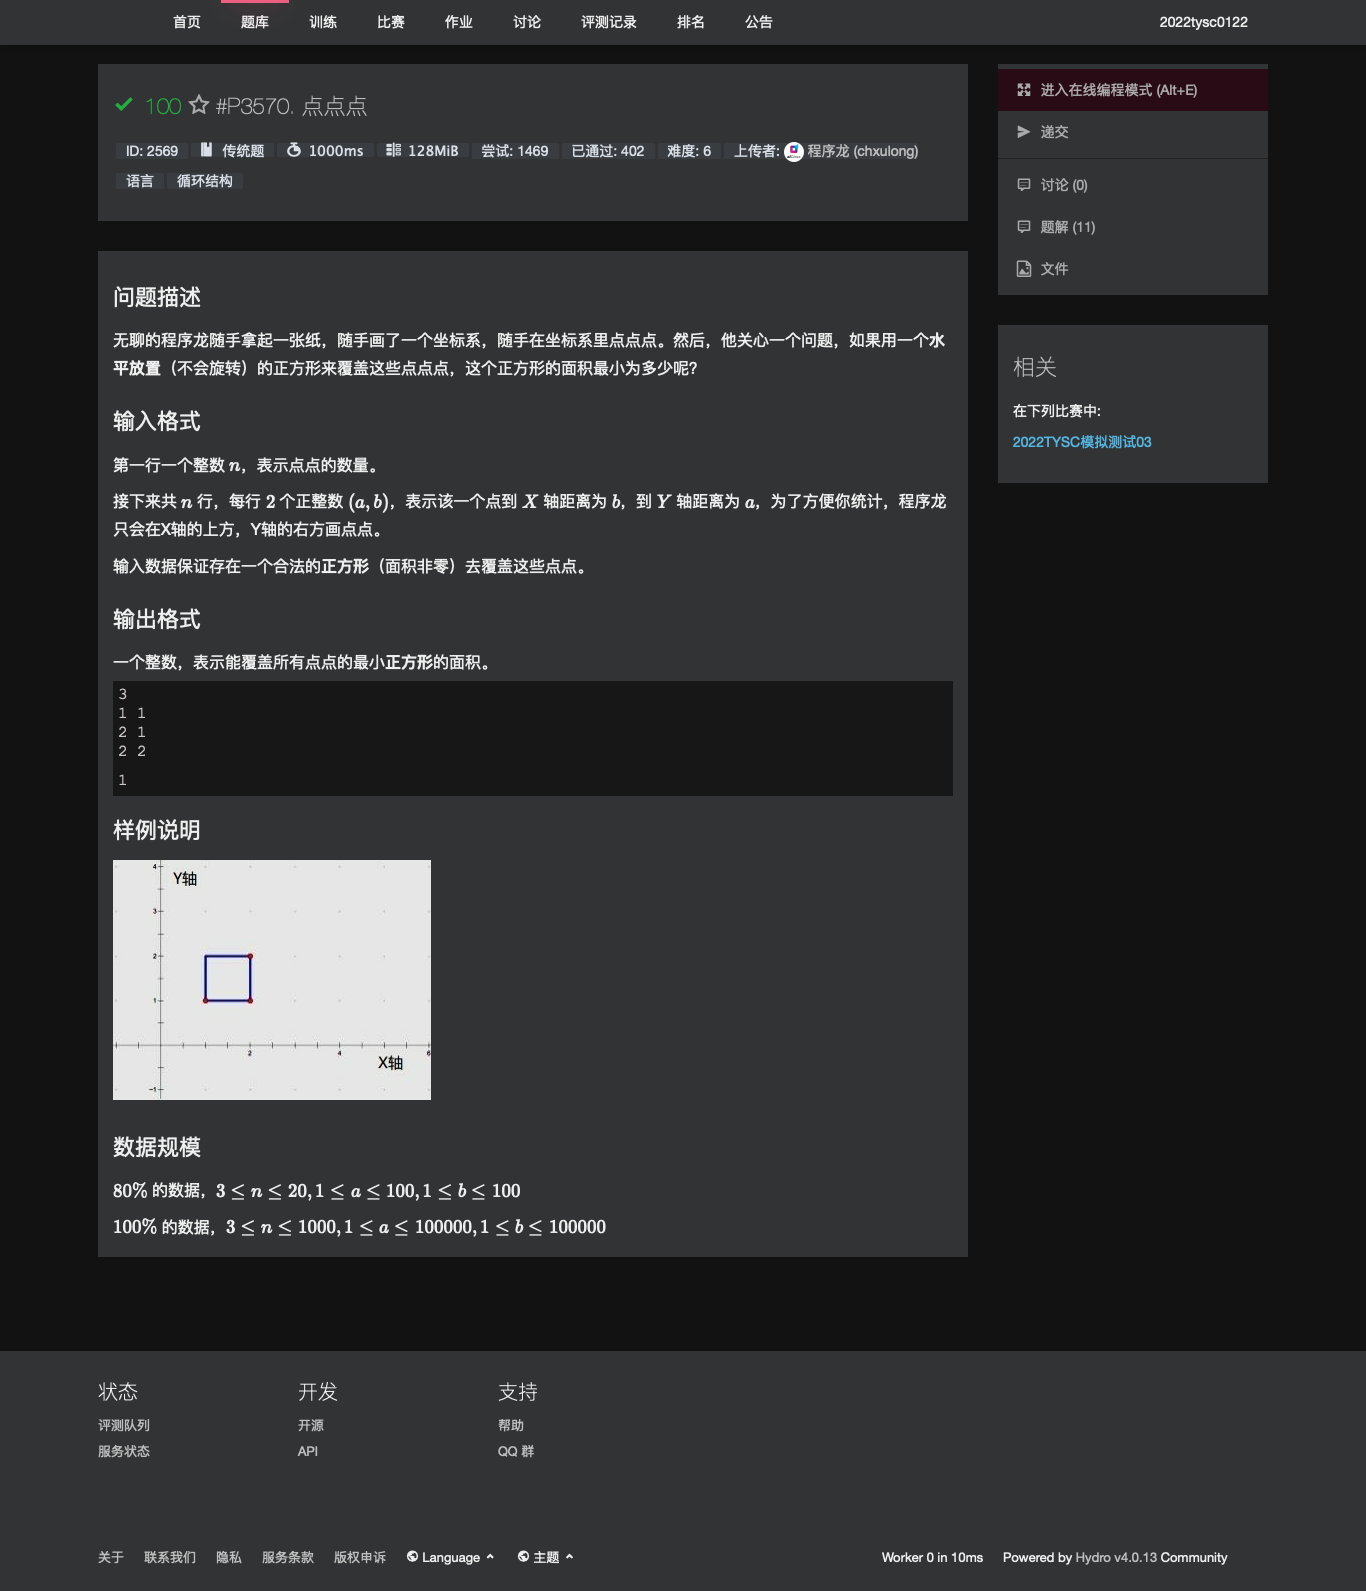 首页 题库 训练 比赛 作业 讨论 评测记录 排名 公告 2022tysc0122
100 #P3570. 点点点
ID: 2569 传统题 1000ms 128MiB 尝试: 1469 已通过: 402 难度: 6 上传者: 程序龙 (chxulong)
语言 循环结构
进入在线编程模式 (Alt+E)
递交
讨论 (0)
题解 (11)
文件
相关
在下列比赛中:
2022TYSC模拟测试03
问题描述
无聊的程序龙随手拿起一张纸，随手画了一个坐标系，随手在坐标系里点点点。然后，他关心一个问题，如果用一个水
平放置（不会旋转）的正方形来覆盖这些点点点，这个正方形的面积最小为多少呢?
输入格式
第一行一个整数 n，表示点点的数量。
接下来共 n 行，每行 2 个正整数 (a, b)，表示该一个点到 X 轴距离为 b，到 Y 轴距离为 a，为了方便你统计，程序龙
只会在X轴的上方，Y轴的右方画点点。
输入数据保证存在一个合法的正方形（面积非零）去覆盖这些点点。
输出格式
一个整数，表示能覆盖所有点点的最小正方形的面积。
3
1 1
2 1
2 2
1
样例说明
4
Y轴
3
2
1
2 4 6
X轴
−1
数据规模
80% 的数据，3 ≤ n ≤ 20, 1 ≤ a ≤ 100, 1 ≤ b ≤ 100
100% 的数据，3 ≤ n ≤ 1000, 1 ≤ a ≤ 100000, 1 ≤ b ≤ 100000
状态 开发 支持
评测队列 开源 帮助
服务状态 API QQ 群
关于 联系我们 隐私 服务条款 版权申诉 Language 主题 Worker 0 in 10ms Powered by Hydro v4.0.13 Community